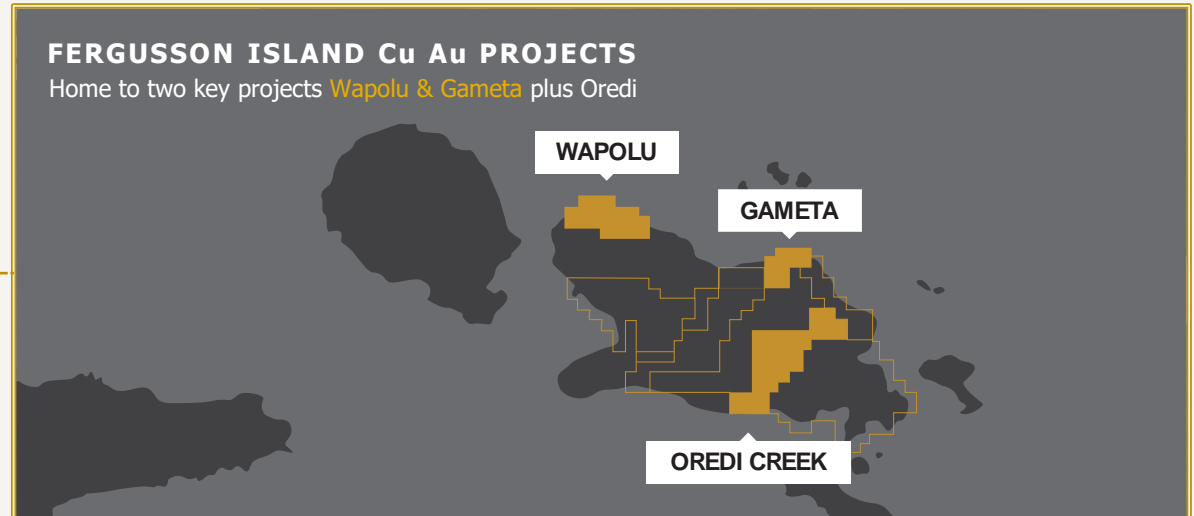 FERGUSSON ISLAND Cu Au PROJECTS
Home to two key projects Wapolu & Gameta plus Oredi
WAPOLU
GAMETA
OREDI CREEK